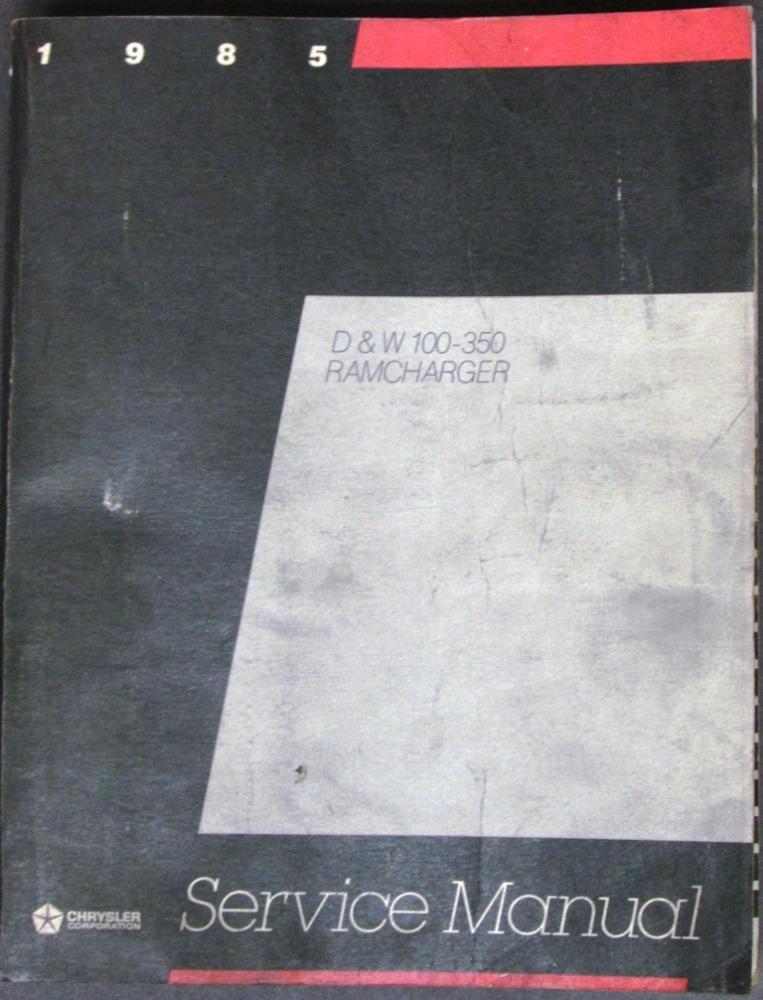 1 9 8 5
D & W 100-350
RAMCHARGER
CHRYSLER
CORPORATION
Service Manual